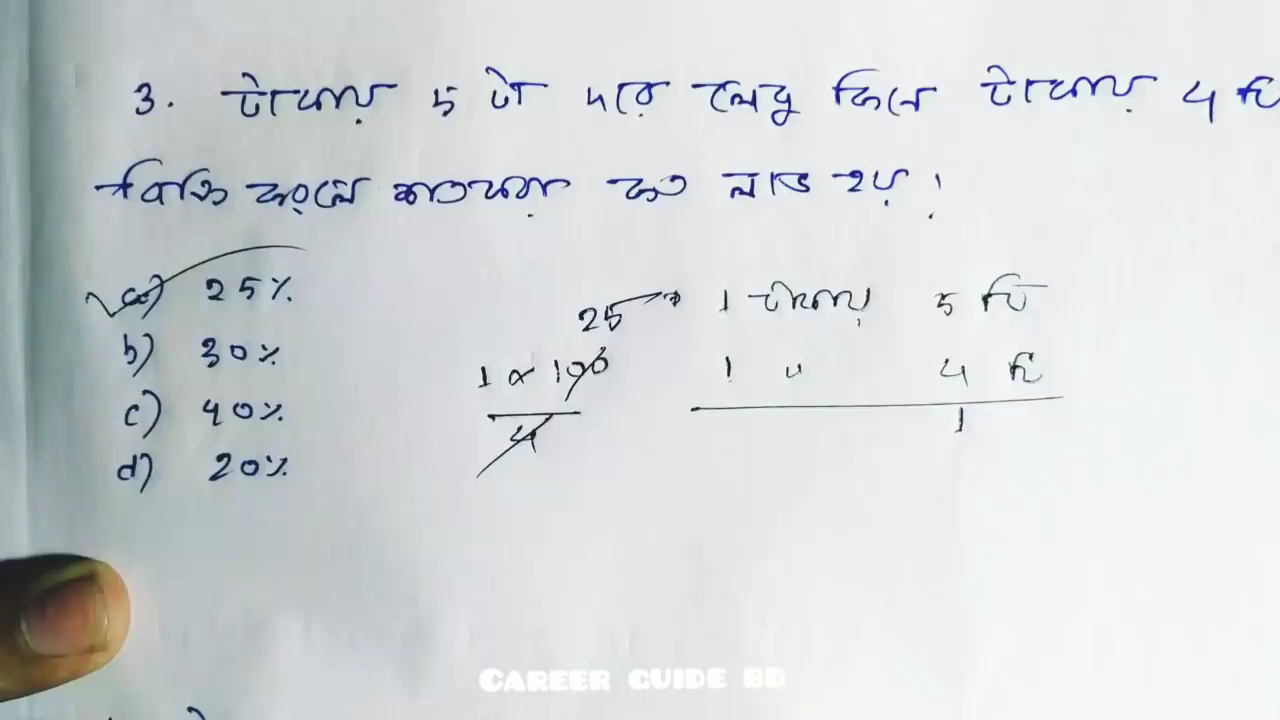 3. টাকায় 5 টা দরে লেবু কিনে টাকায় 4 টি
বিক্রি করলে শতকরা কত লাভ হয়।
a) 25%
b) 30%
c) 40%
d) 20%
25 → 1 টাকায় 5 টি
1 × 100
4
1 " 4 টি
1
CAREER GUIDE BD